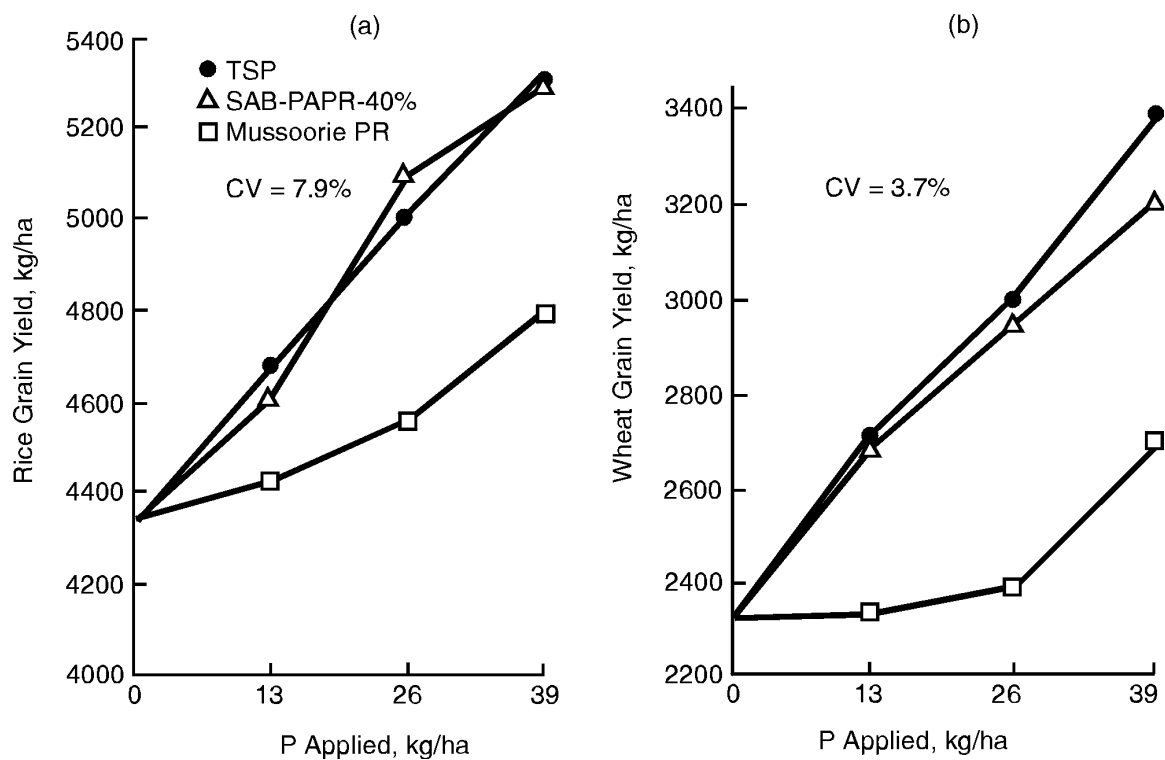 (a)
5400
5200
5000
4800
4600
4400
4200
4000
Rice Grain Yield, kg/ha
TSP
SAB-PAPR-40%
Mussoorie PR
CV = 7.9%
0 13 26 39
P Applied, kg/ha
(b)
3400
3200
3000
2800
2600
2400
2200
Wheat Grain Yield, kg/ha
CV = 3.7%
0 13 26 39
P Applied, kg/ha